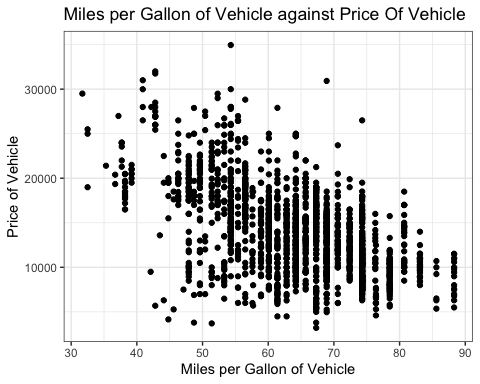 Miles per Gallon of Vehicle against Price Of Vehicle
30000
20000
10000
Price of Vehicle
30 40 50 60 70 80 90
Miles per Gallon of Vehicle